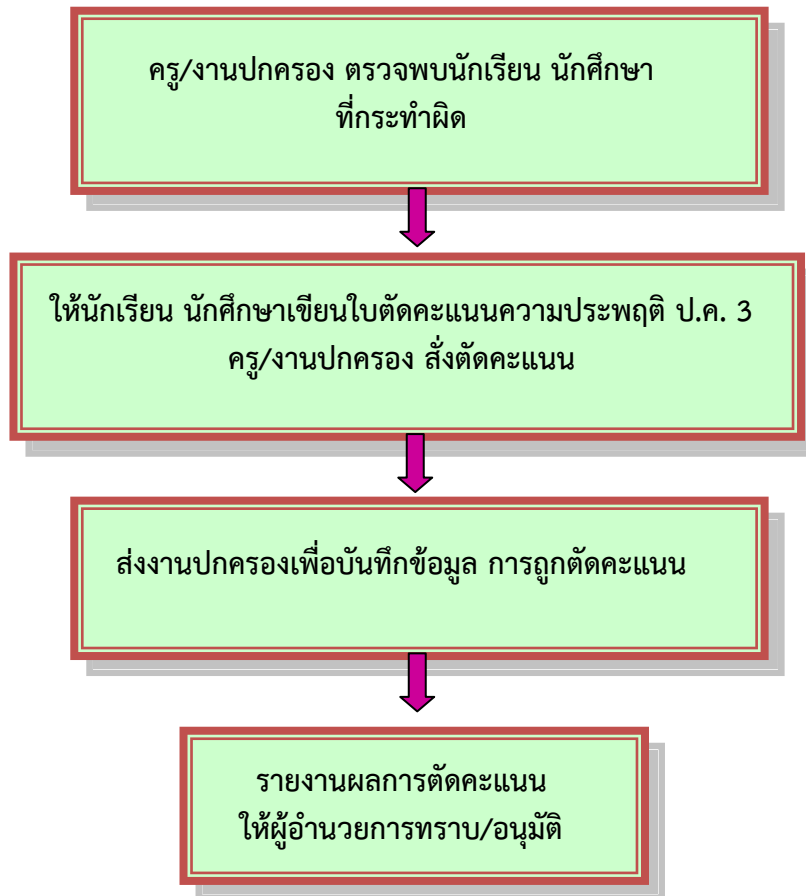 ครู/งานปกครอง ตรวจพบนักเรียน นักศึกษา
ที่กระทำผิด
ให้นักเรียน นักศึกษาเขียนใบตัดคะแนนความประพฤติ ป.ค. 3
ครู/งานปกครอง สั่งตัดคะแนน
ส่งงานปกครองเพื่อบันทึกข้อมูล การถูกตัดคะแนน
รายงานผลการตัดคะแนน
ให้ผู้อำนวยการทราบ/อนุมัติ